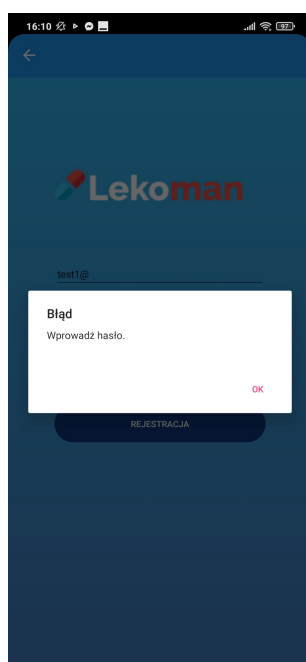 16:10
97
Lekoman
test1@
Błąd
Wprowadź hasło.
OK
REJESTRACJA